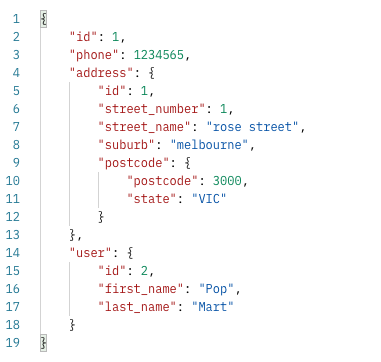 1 {
2     "id": 1,
3     "phone": 1234565,
4     "address": {
5         "id": 1,
6         "street_number": 1,
7         "street_name": "rose street",
8         "suburb": "melbourne",
9         "postcode": {
10             "postcode": 3000,
11             "state": "VIC"
12         }
13     },
14     "user": {
15         "id": 2,
16         "first_name": "Pop",
17         "last_name": "Mart"
18     }
19 }